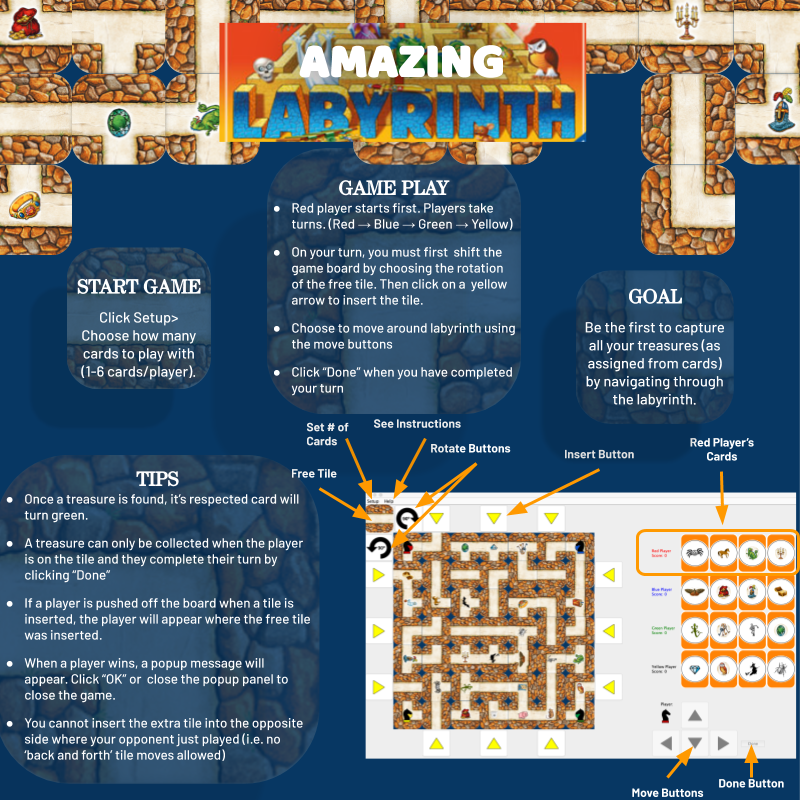 AMAZING
LABYRINTH
GAME PLAY
● Red player starts first. Players take
turns. (Red → Blue → Green → Yellow)
● On your turn, you must first shift the
game board by choosing the rotation
of the free tile. Then click on a yellow
arrow to insert the tile.
● Choose to move around labyrinth using
the move buttons
● Click “Done” when you have completed
your turn
START GAME
Click Setup>
Choose how many
cards to play with
(1-6 cards/player).
GOAL
Be the first to capture
all your treasures (as
assigned from cards)
by navigating through
the labyrinth.
TIPS
● Once a treasure is found, it’s respected card will
turn green.
● A treasure can only be collected when the player
is on the tile and they complete their turn by
clicking “Done”
● If a player is pushed off the board when a tile is
inserted, the player will appear where the free tile
was inserted.
● When a player wins, a popup message will
appear. Click “OK” or close the popup panel to
close the game.
● You cannot insert the extra tile into the opposite
side where your opponent just played (i.e. no
‘back and forth’ tile moves allowed)
Set # of
Cards
See Instructions
Rotate Buttons
Free Tile
Insert Button
Red Player’s
Cards
Setup Help
Red Player
Score: 0
Blue Player
Score: 0
Green Player
Score: 0
Yellow Player
Score: 0
Player:
Move Buttons
Done Button